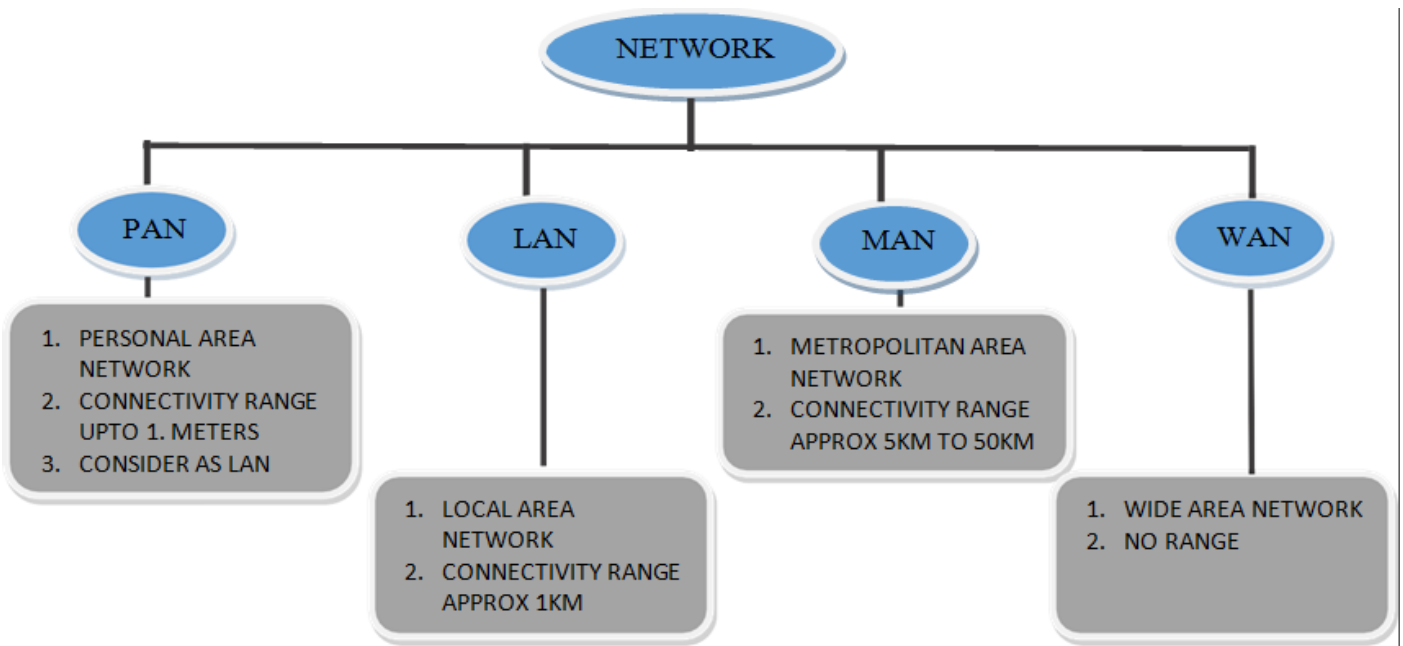 NETWORK
PAN
LAN
MAN
WAN
1. PERSONAL AREA
NETWORK
2. CONNECTIVITY RANGE
UPTO 1. METERS
3. CONSIDER AS LAN
1. LOCAL AREA
NETWORK
2. CONNECTIVITY RANGE
APPROX 1KM
1. METROPOLITAN AREA
NETWORK
2. CONNECTIVITY RANGE
APPROX 5KM TO 50KM
1. WIDE AREA NETWORK
2. NO RANGE